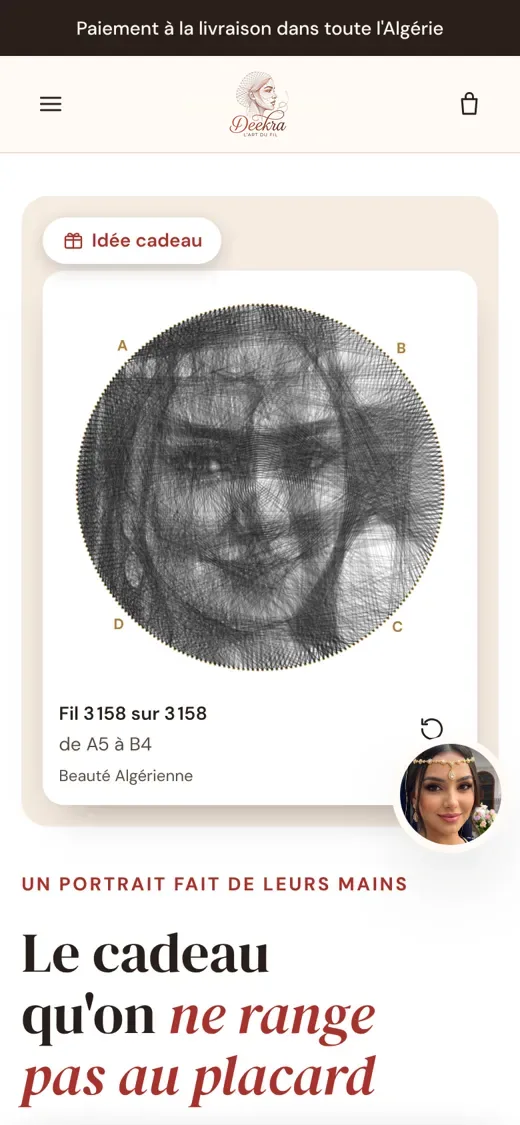 Paiement à la livraison dans toute l'Algérie
Deekra
L'ART DU FIL
Idée cadeau
A
B
D
C
Fil 3158 sur 3158
de A5 à B4
Beauté Algérienne
UN PORTRAIT FAIT DE LEURS MAINS
Le cadeau
qu'on ne range
pas au placard